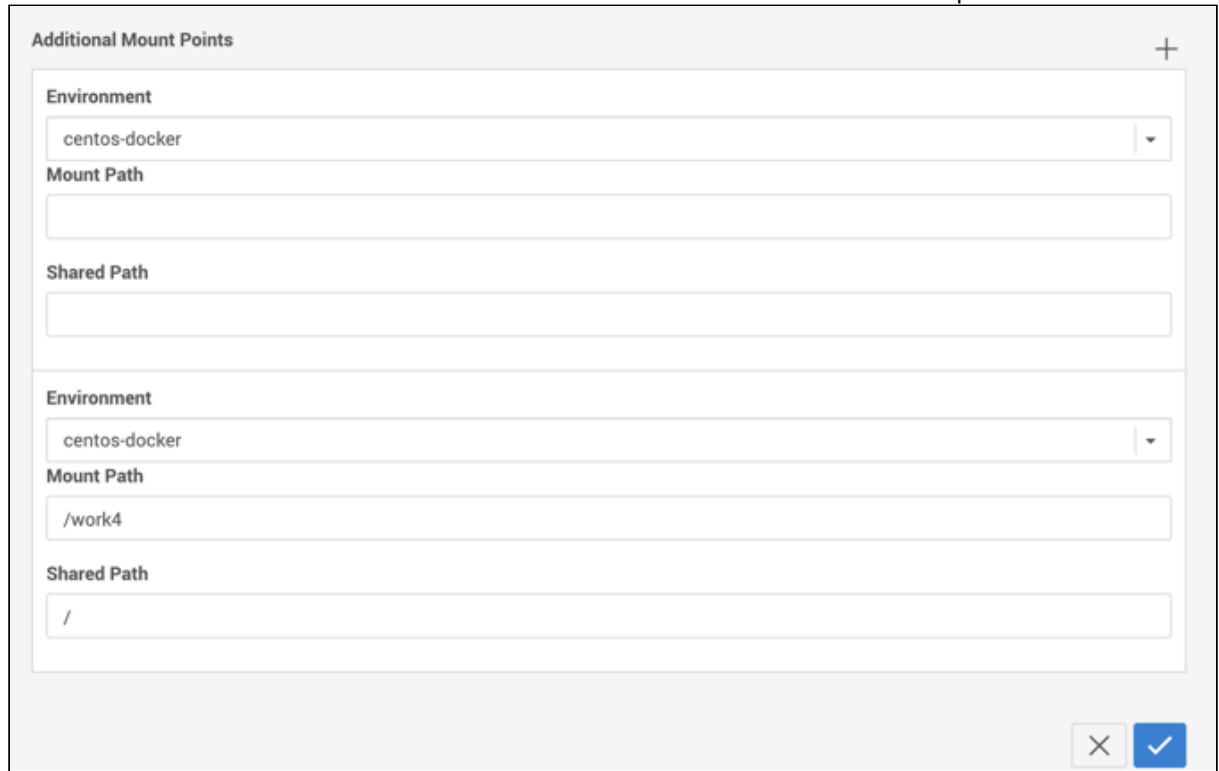 Additional Mount Points
Environment
centos-docker
Mount Path
Shared Path
Environment
centos-docker
Mount Path
/work4
Shared Path
/